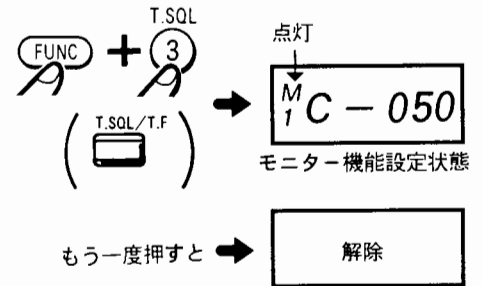 T.SQL
FUNC + 3
点灯
M
1 C – 050
T.SQL/T.F
モニター機能設定状態
もう一度押すと
解除